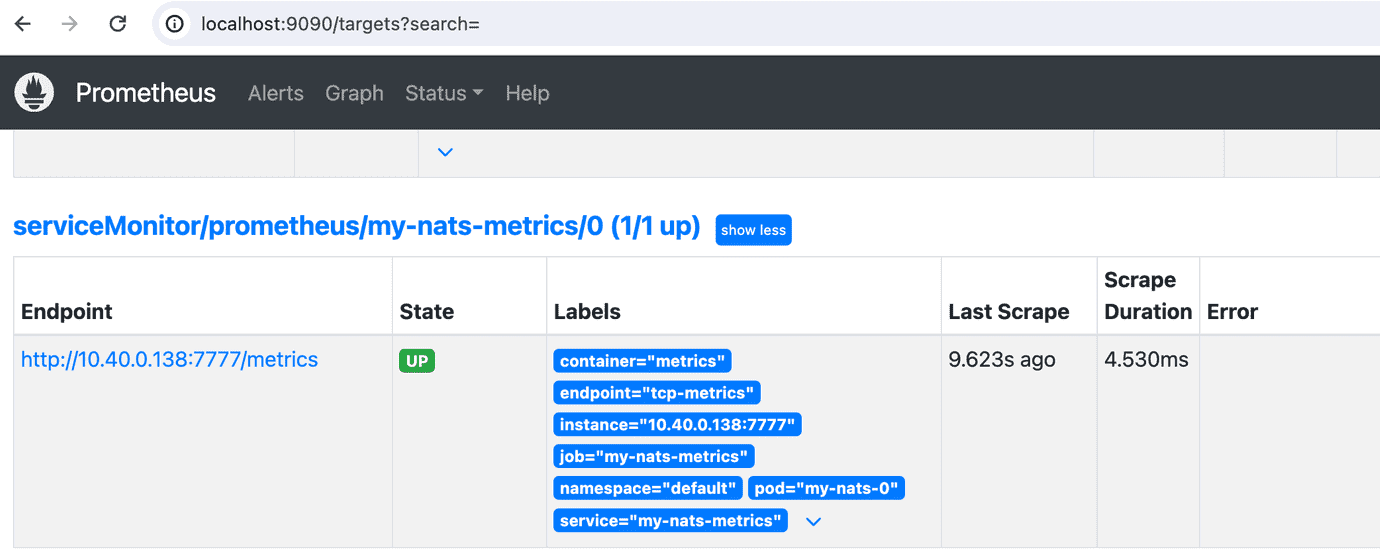 localhost:9090/targets?search=
Prometheus Alerts Graph Status Help
serviceMonitor/prometheus/my-nats-metrics/0 (1/1 up) show less
Endpoint State Labels Last Scrape Scrape Duration Error
http://10.40.0.138:7777/metrics UP container="metrics" 9.623s ago 4.530ms
endpoint="tcp-metrics"
instance="10.40.0.138:7777"
job="my-nats-metrics"
namespace="default" pod="my-nats-0"
service="my-nats-metrics"